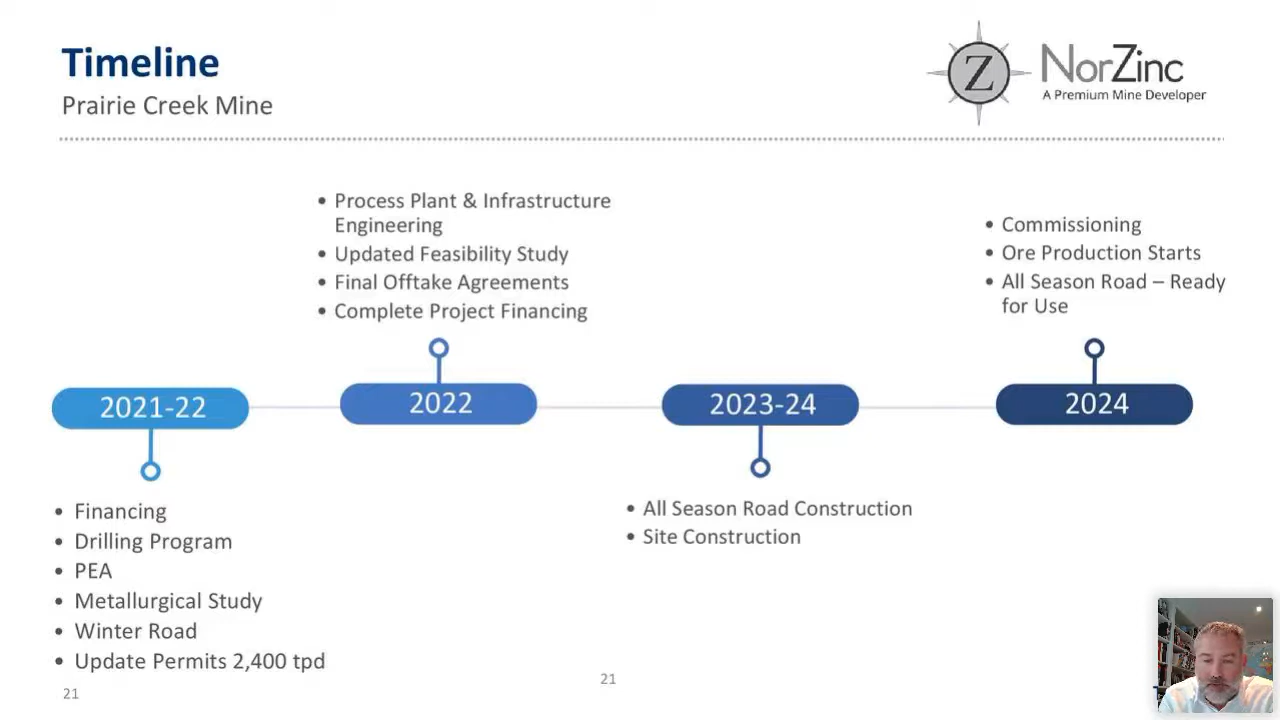 Timeline
Prairie Creek Mine
Z
NorZinc
A Premium Mine Developer
• Process Plant & Infrastructure
Engineering
• Updated Feasibility Study
• Final Offtake Agreements
• Complete Project Financing
• Commissioning
• Ore Production Starts
• All Season Road – Ready
for Use
2021-22
2022
2023-24
2024
• Financing
• Drilling Program
• PEA
• Metallurgical Study
• Winter Road
• Update Permits 2,400 tpd
• All Season Road Construction
• Site Construction
21
21